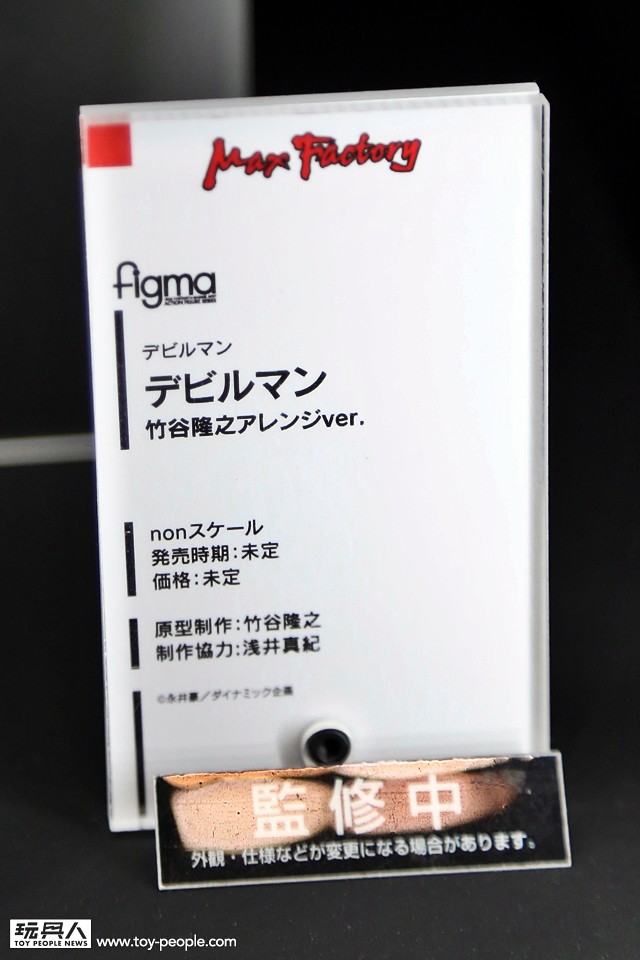 Max Factory
figma
デビルマン
デビルマン
竹谷隆之アレンジver.
nonスケール
発売時期：未定
価格：未定
原型制作：竹谷隆之
制作協力：浅井真紀
©永井豪／ダイナミック企画
監修中
外観・仕様などが変更になる場合があります。
玩具人
TOY PEOPLE NEWS
www.toy-people.com